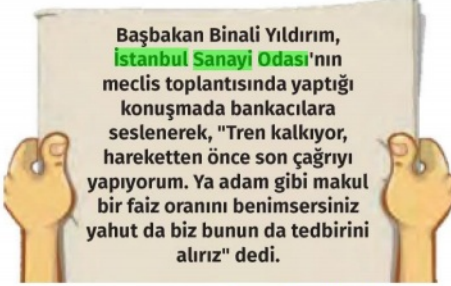 Başbakan Binali Yıldırım,
İstanbul Sanayi Odası'nın
meclis toplantısında yaptığı
konuşmada bankacılara
seslenerek, "Tren kalkıyor,
hareketten önce son çağrıyı
yapıyorum. Ya adam gibi makul
bir faiz oranını benimsersiniz
yahut da biz bunun da tedbirini
alırız" dedi.